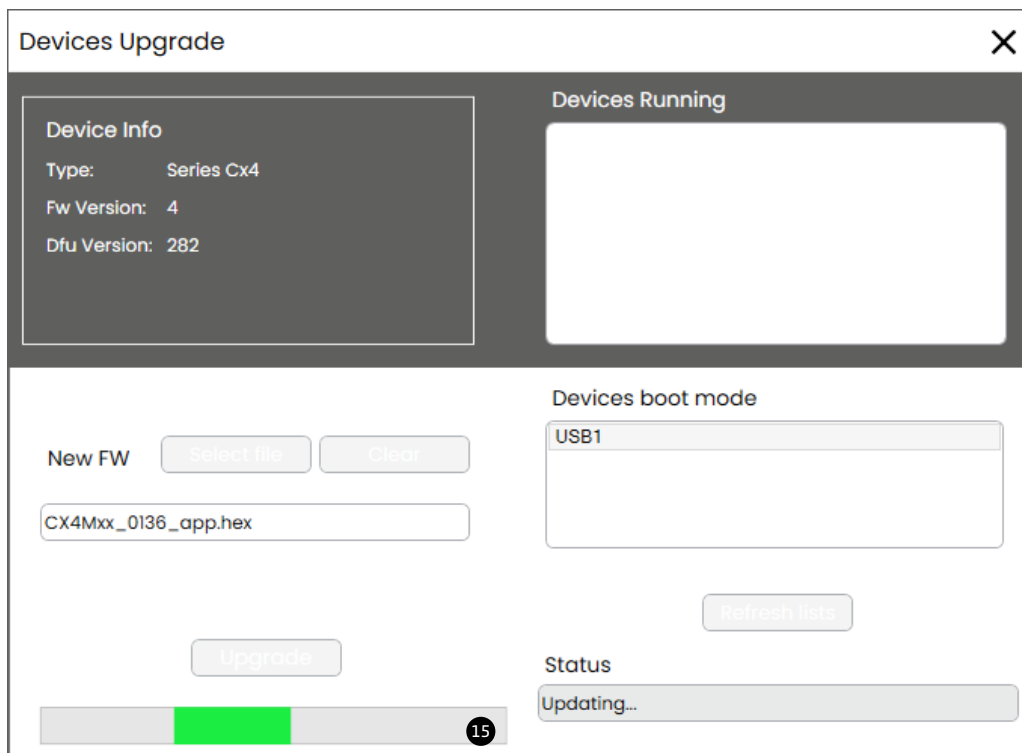 Devices Upgrade
Device Info
Type: Series Cx4
Fw Version: 4
Dfu Version: 282
Devices Running
New FW Select file Clear
CX4Mxx_0136_app.hex
Upgrade
15
Devices boot mode
USB1
Refresh lists
Status
Updating...